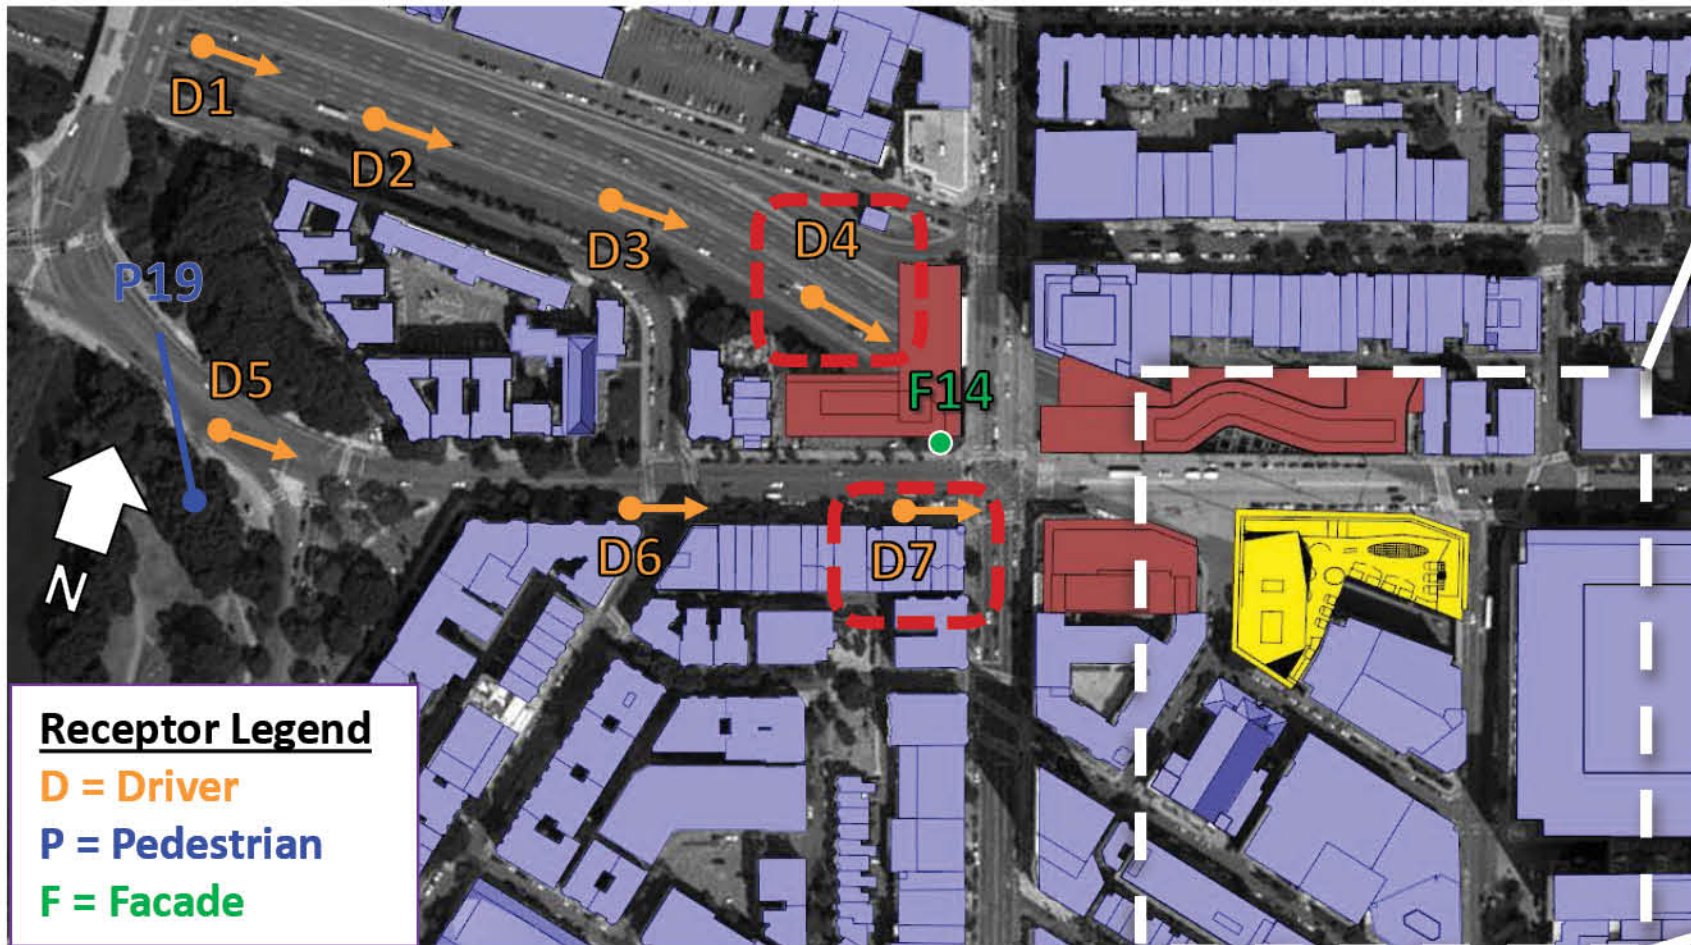 D1
D2
D3
D4
P19
D5
F14
D6
D7
N
Receptor Legend
D = Driver
P = Pedestrian
F = Facade